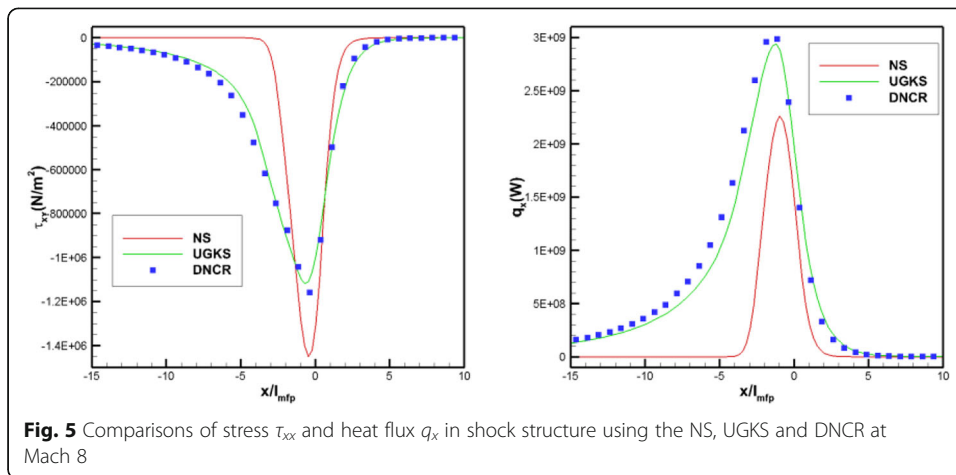 0
-200000
-400000
-600000
-800000
-1E+06
-1.2E+06
-1.4E+06
τxy(N/m²)
NS
UGKS
DNCR
-15
-10
-5
0
5
10
x/lmfp
3E+09
2.5E+09
2E+09
1.5E+09
1E+09
5E+08
0
qx(W)
NS
UGKS
DNCR
-15
-10
-5
0
5
10
x/lmfp
Fig. 5 Comparisons of stress τxx and heat flux qx in shock structure using the NS, UGKS and DNCR at
Mach 8